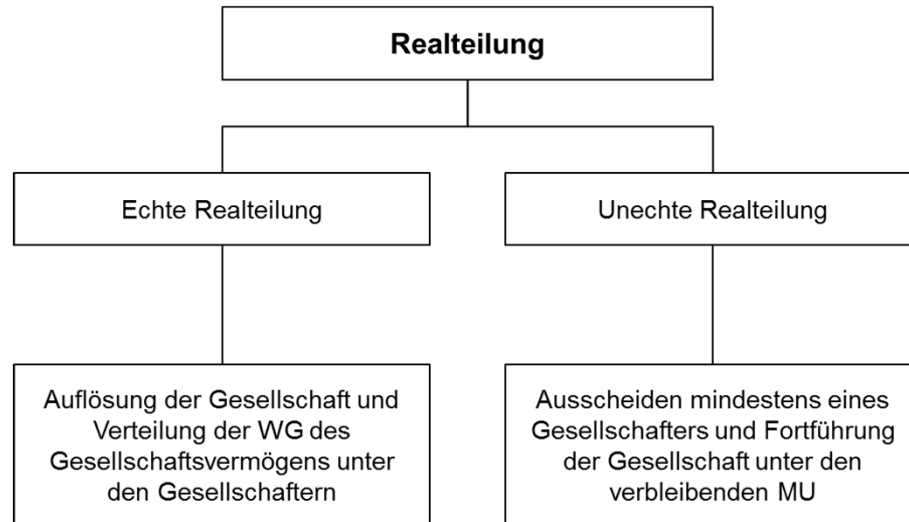 Realteilung
Echte Realteilung
Unechte Realteilung
Auflösung der Gesellschaft und
Verteilung der WG des
Gesellschaftsvermögens unter
den Gesellschaftern
Ausscheiden mindestens eines
Gesellschafters und Fortführung
der Gesellschaft unter den
verbleibenden MU